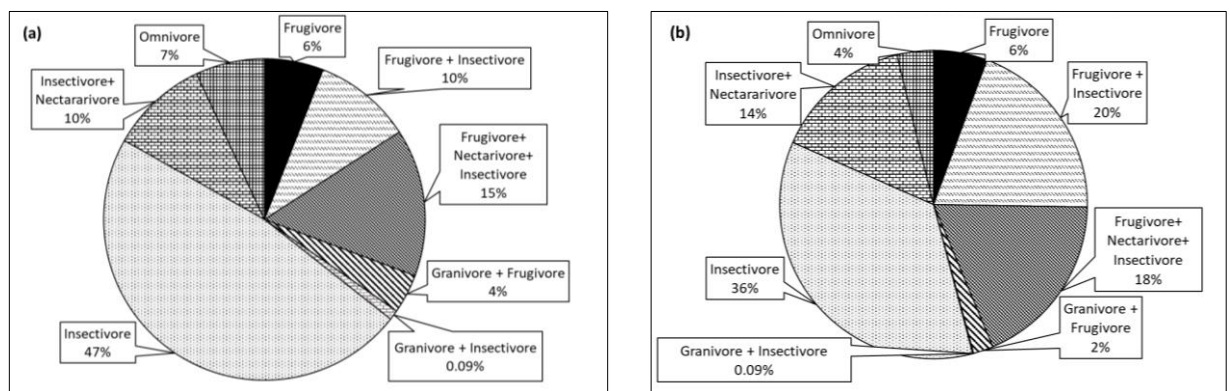 (a)
Omnivore
7%
Frugivore
6%
Frugivore + Insectivore
10%
Insectivore+
Nectararivore
10%
Frugivore+
Nectarivore+
Insectivore
15%
Granivore + Frugivore
4%
Insectivore
47%
Granivore + Insectivore
0.09%
(b)
Omnivore
4%
Frugivore
6%
Frugivore +
Insectivore
20%
Insectivore+
Nectararivore
14%
Frugivore+
Nectarivore+
Insectivore
18%
Insectivore
36%
Granivore +
Frugivore
2%
Granivore + Insectivore
0.09%